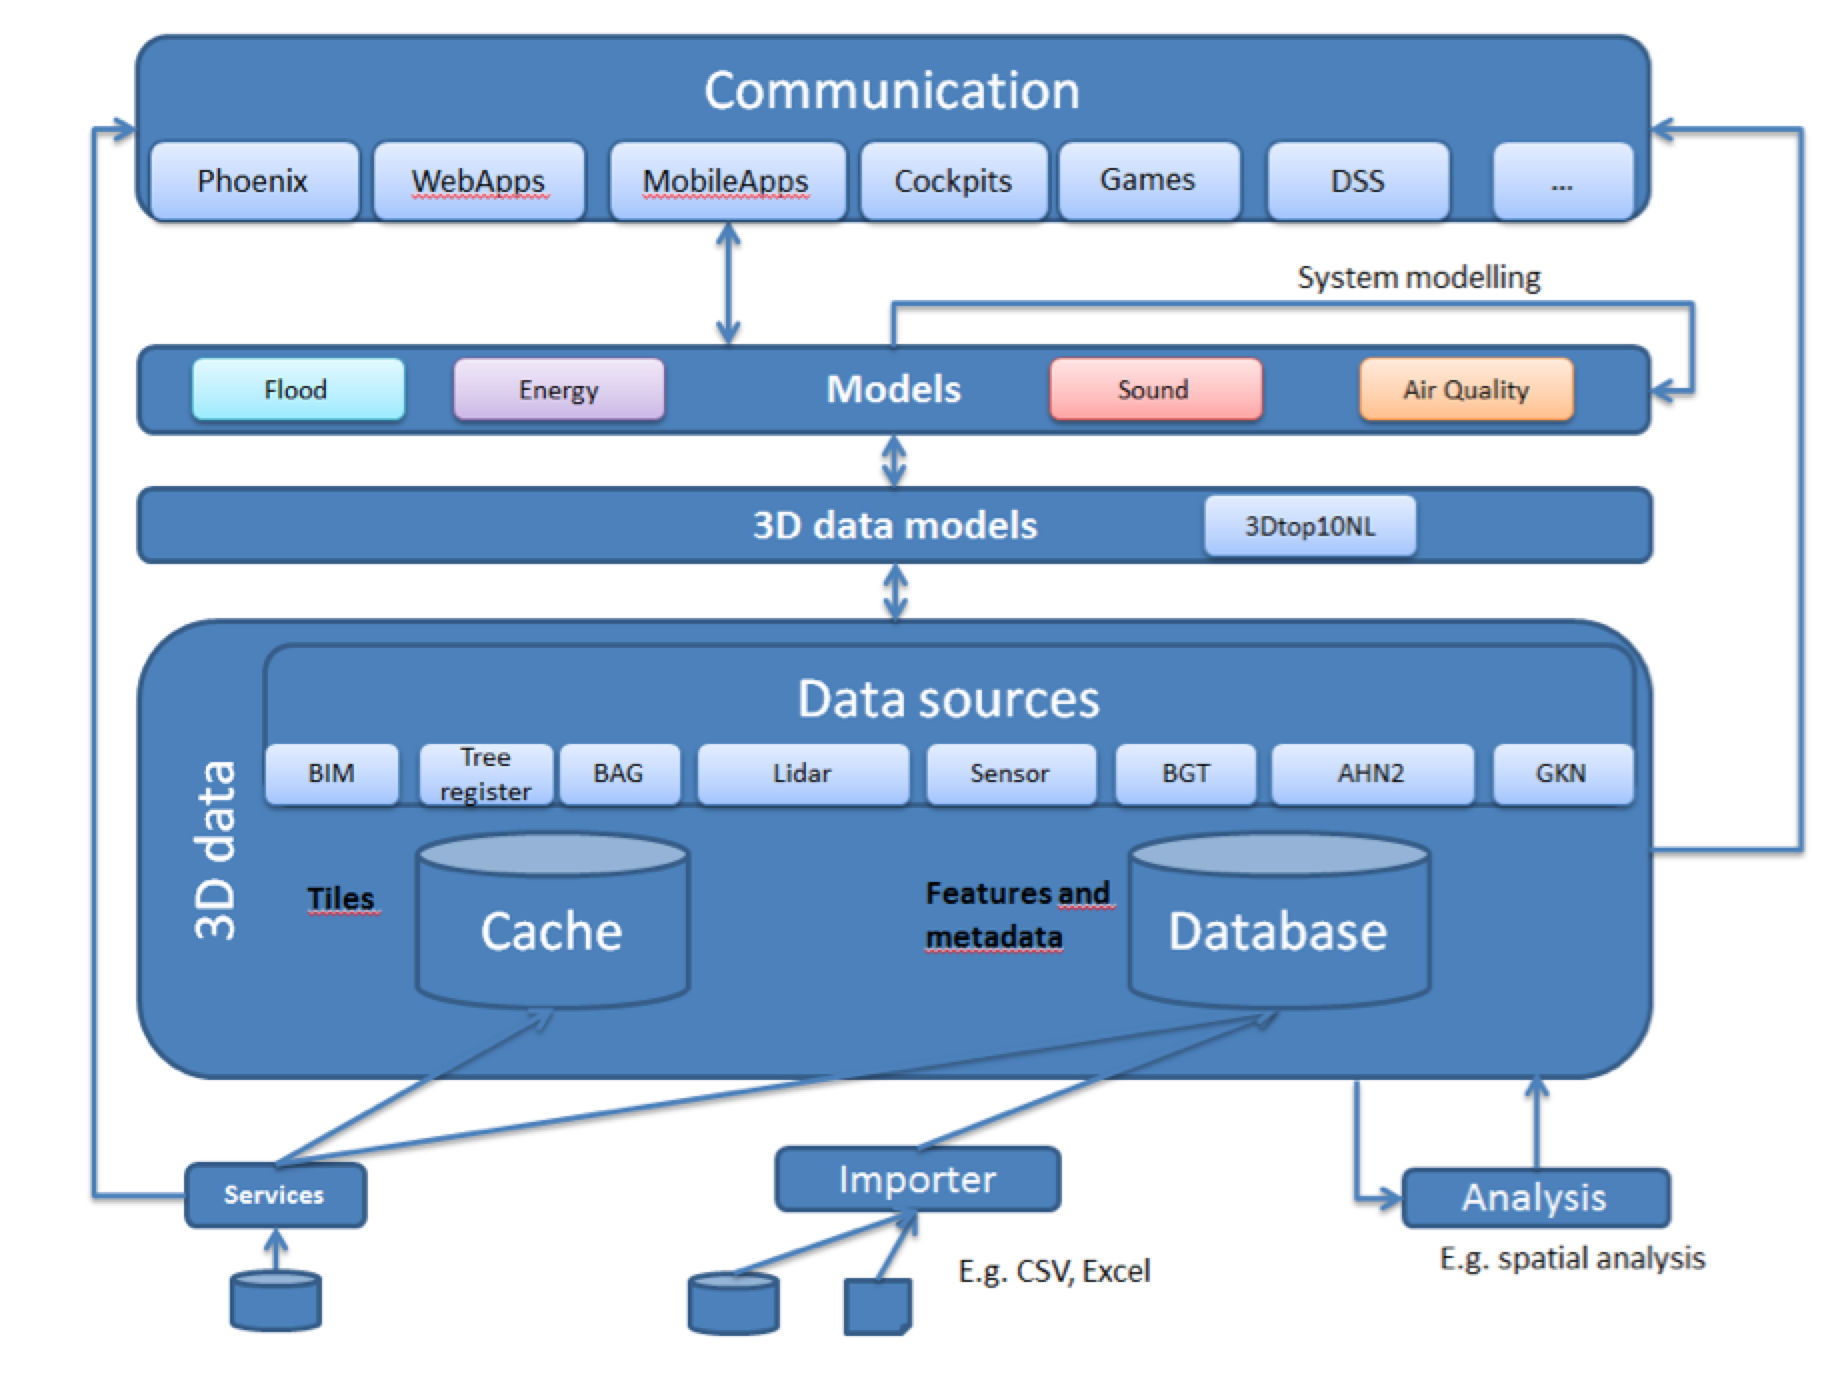 Communication
Phoenix
WebApps
MobileApps
Cockpits
Games
DSS
...
System modelling
Flood
Energy
Models
Sound
Air Quality
3D data models
3Dtop10NL
Data sources
BIM
Tree
register
BAG
Lidar
Sensor
BGT
AHN2
GKN
3D data
Tiles
Cache
Features and
metadata
Database
Services
Importer
Analysis
E.g. CSV, Excel
E.g. spatial analysis